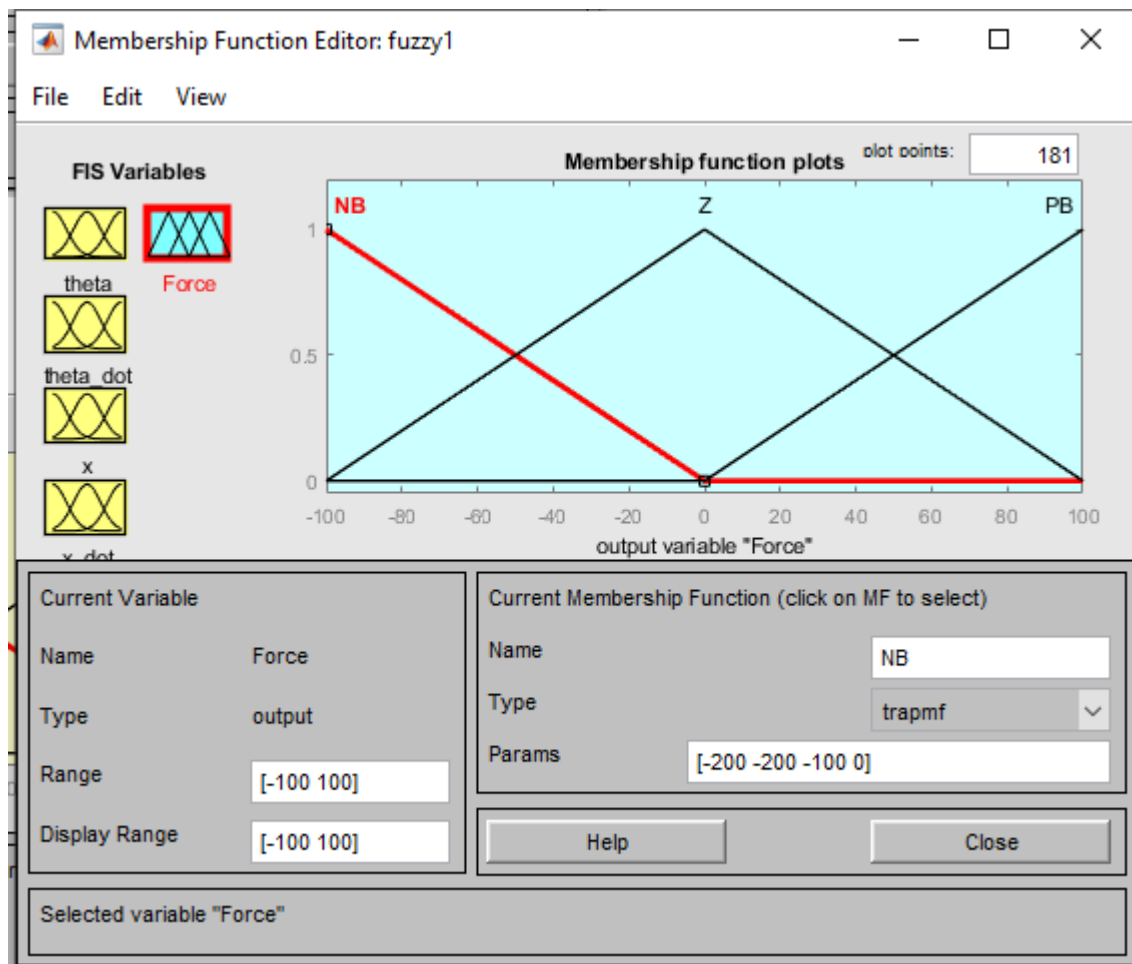 Membership Function Editor: fuzzy1
File Edit View
FIS Variables
theta
Force
theta_dot
x
x_dot
Membership function plots
plot points:
181
NB
Z
PB
1
0.5
0
-100 -80 -60 -40 -20 0 20 40 60 80 100
output variable "Force"
Current Variable
Name Force
Type output
Range [-100 100]
Display Range [-100 100]
Current Membership Function (click on MF to select)
Name NB
Type trapmf
Params [-200 -200 -100 0]
Help
Close
Selected variable "Force"